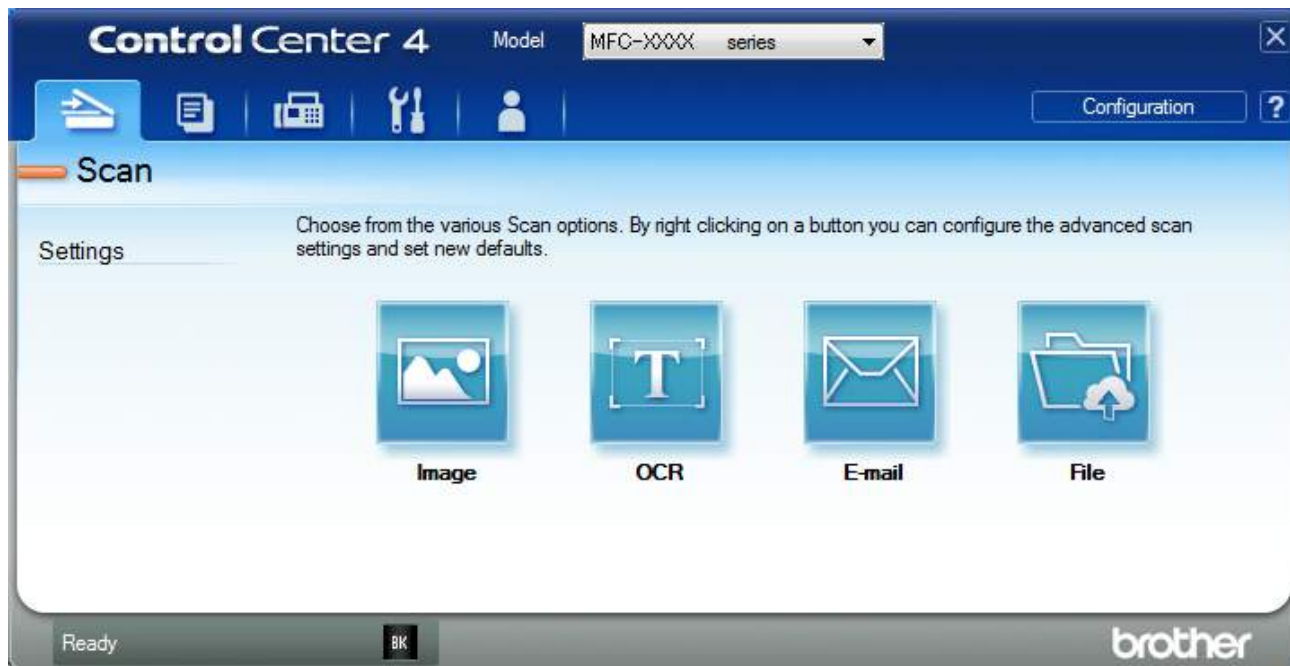 Control Center 4 Model MFC-XXXX series
Configuration ?
Scan
Settings
Choose from the various Scan options. By right clicking on a button you can configure the advanced scan
settings and set new defaults.
T
Image OCR E-mail File
Ready BK brother